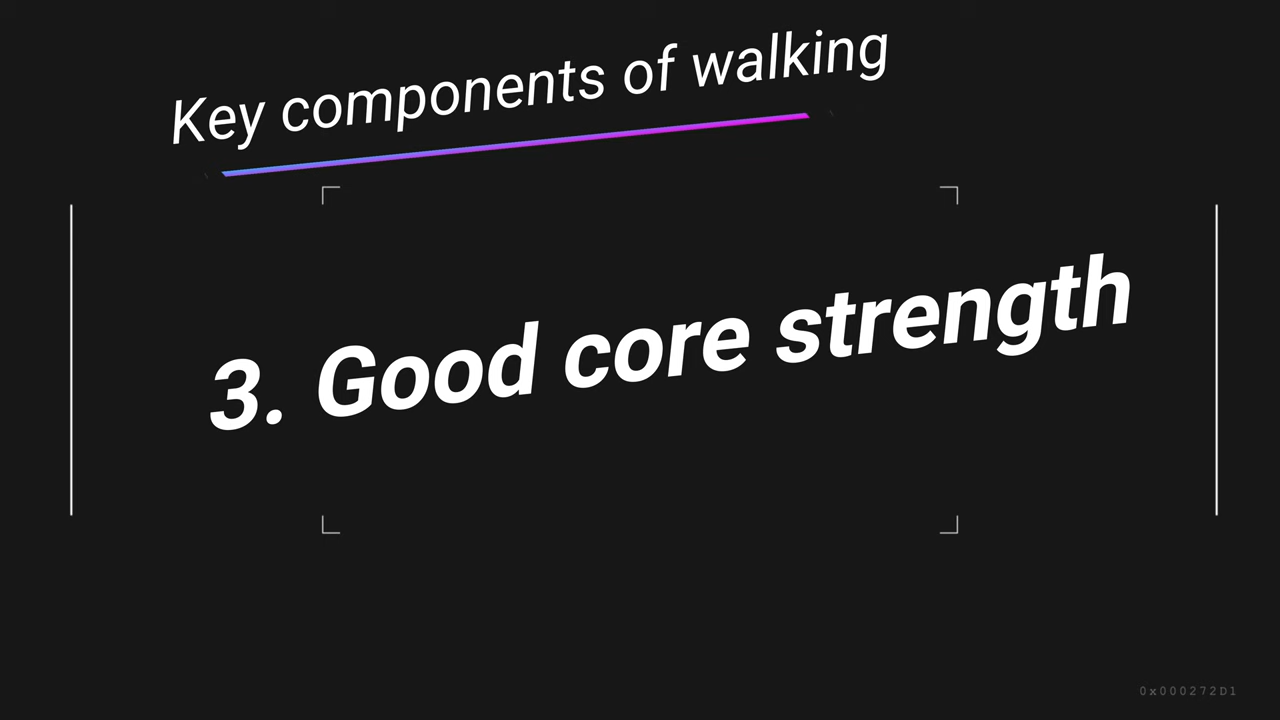 Key components of walking
3. Good core strength
0x000272D1